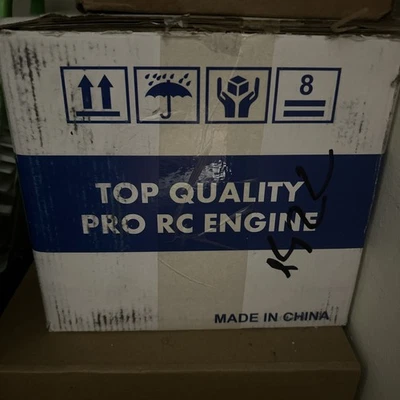 8
TOP QUALITY
PRO RC ENGINE
MADE IN CHINA